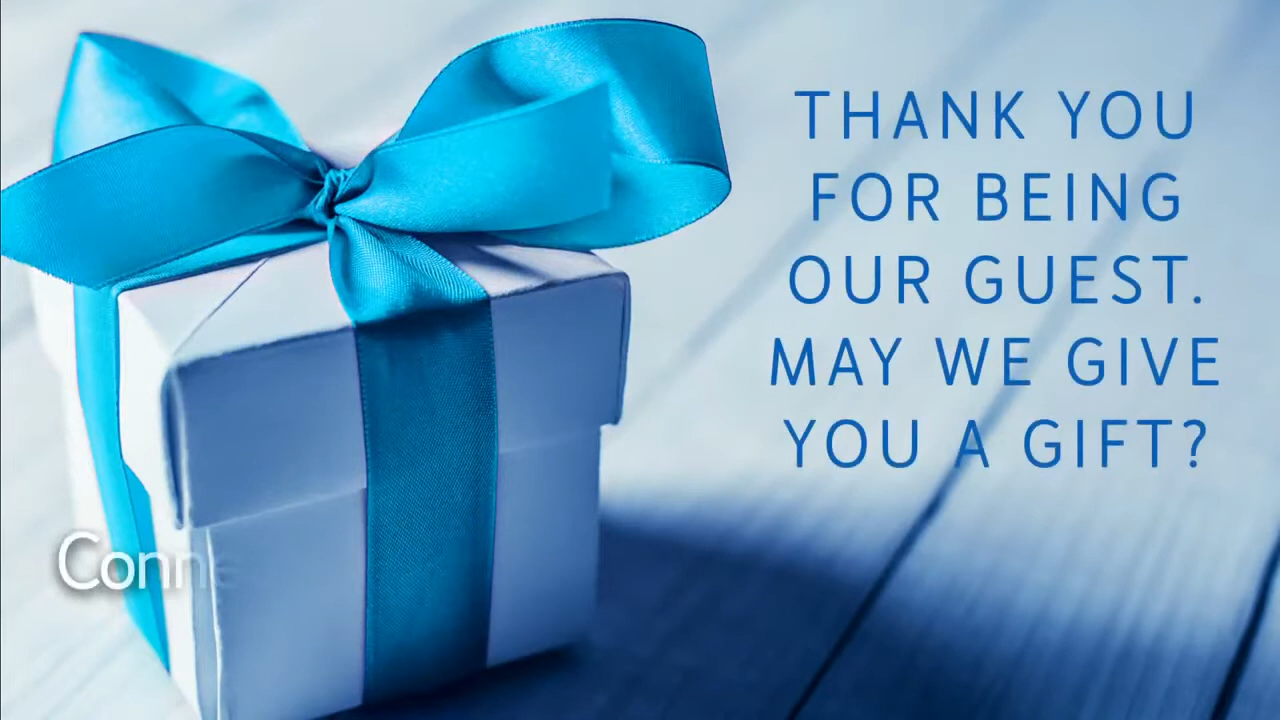 THANK YOU
FOR BEING
OUR GUEST.
MAY WE GIVE
YOU A GIFT?